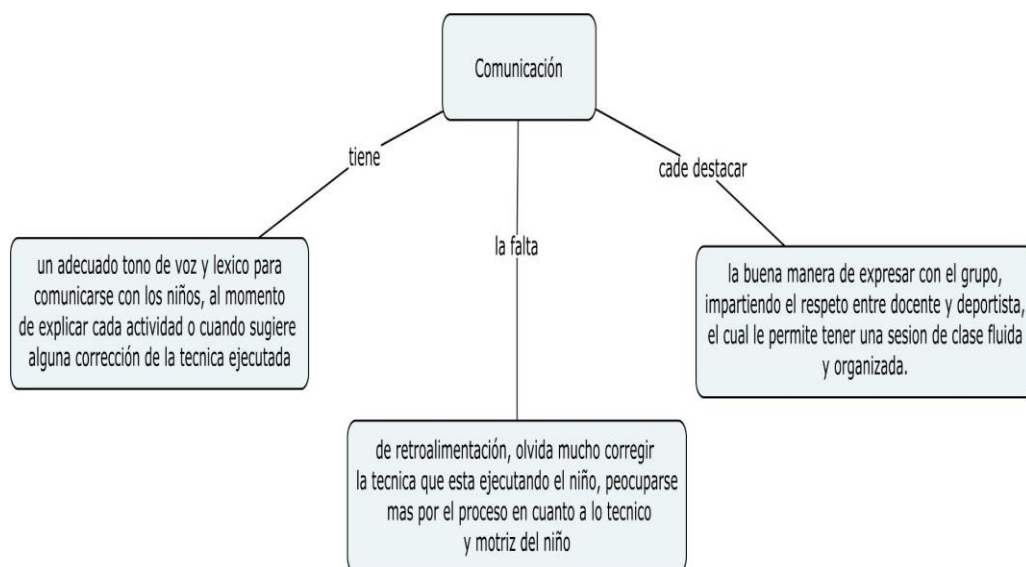 Comunicación
tiene
un adecuado tono de voz y lexico para
comunicarse con los niños, al momento
de explicar cada actividad o cuando sugiere
alguna corrección de la tecnica ejecutada
la falta
de retroalimentación, olvida mucho corregir
la tecnica que esta ejecutando el niño, peocuparse
mas por el proceso en cuanto a lo tecnico
y motriz del niño
cade destacar
la buena manera de expresar con el grupo,
impartiendo el respeto entre docente y deportista,
el cual le permite tener una sesion de clase fluida
y organizada.